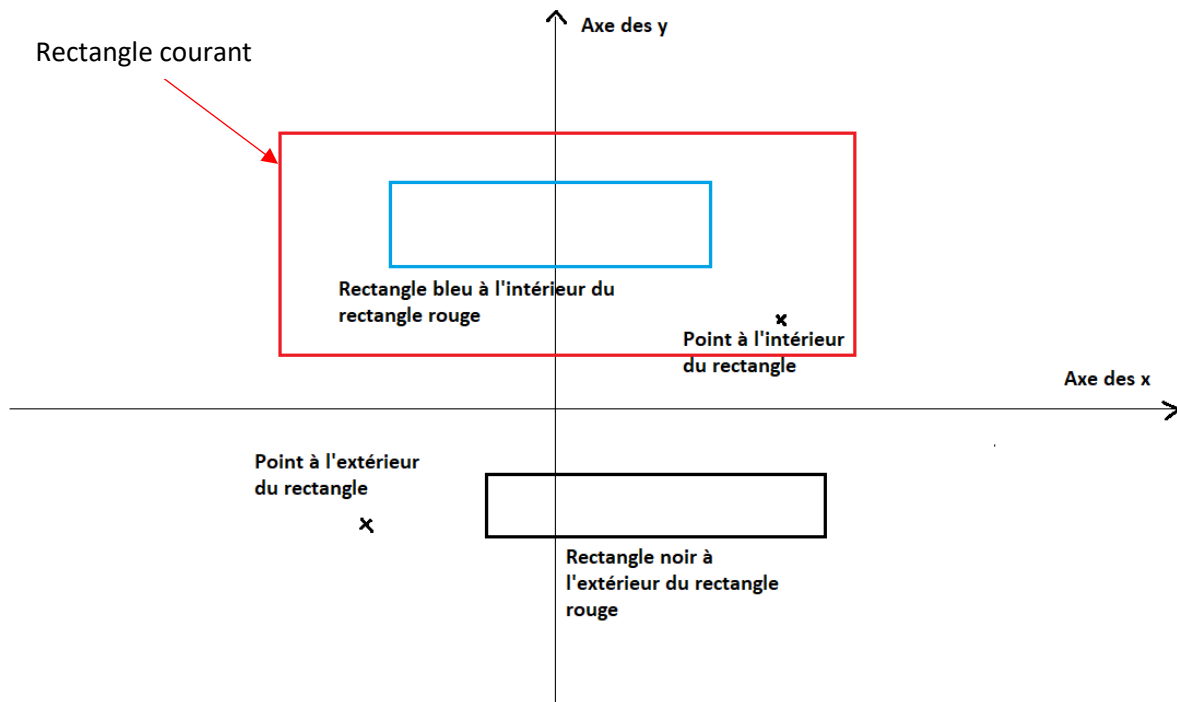 Axe des y
Rectangle courant
Rectangle bleu à l'intérieur du
rectangle rouge
Point à l'intérieur
du rectangle
Axe des x
Point à l'extérieur
du rectangle
Rectangle noir à
l'extérieur du rectangle
rouge